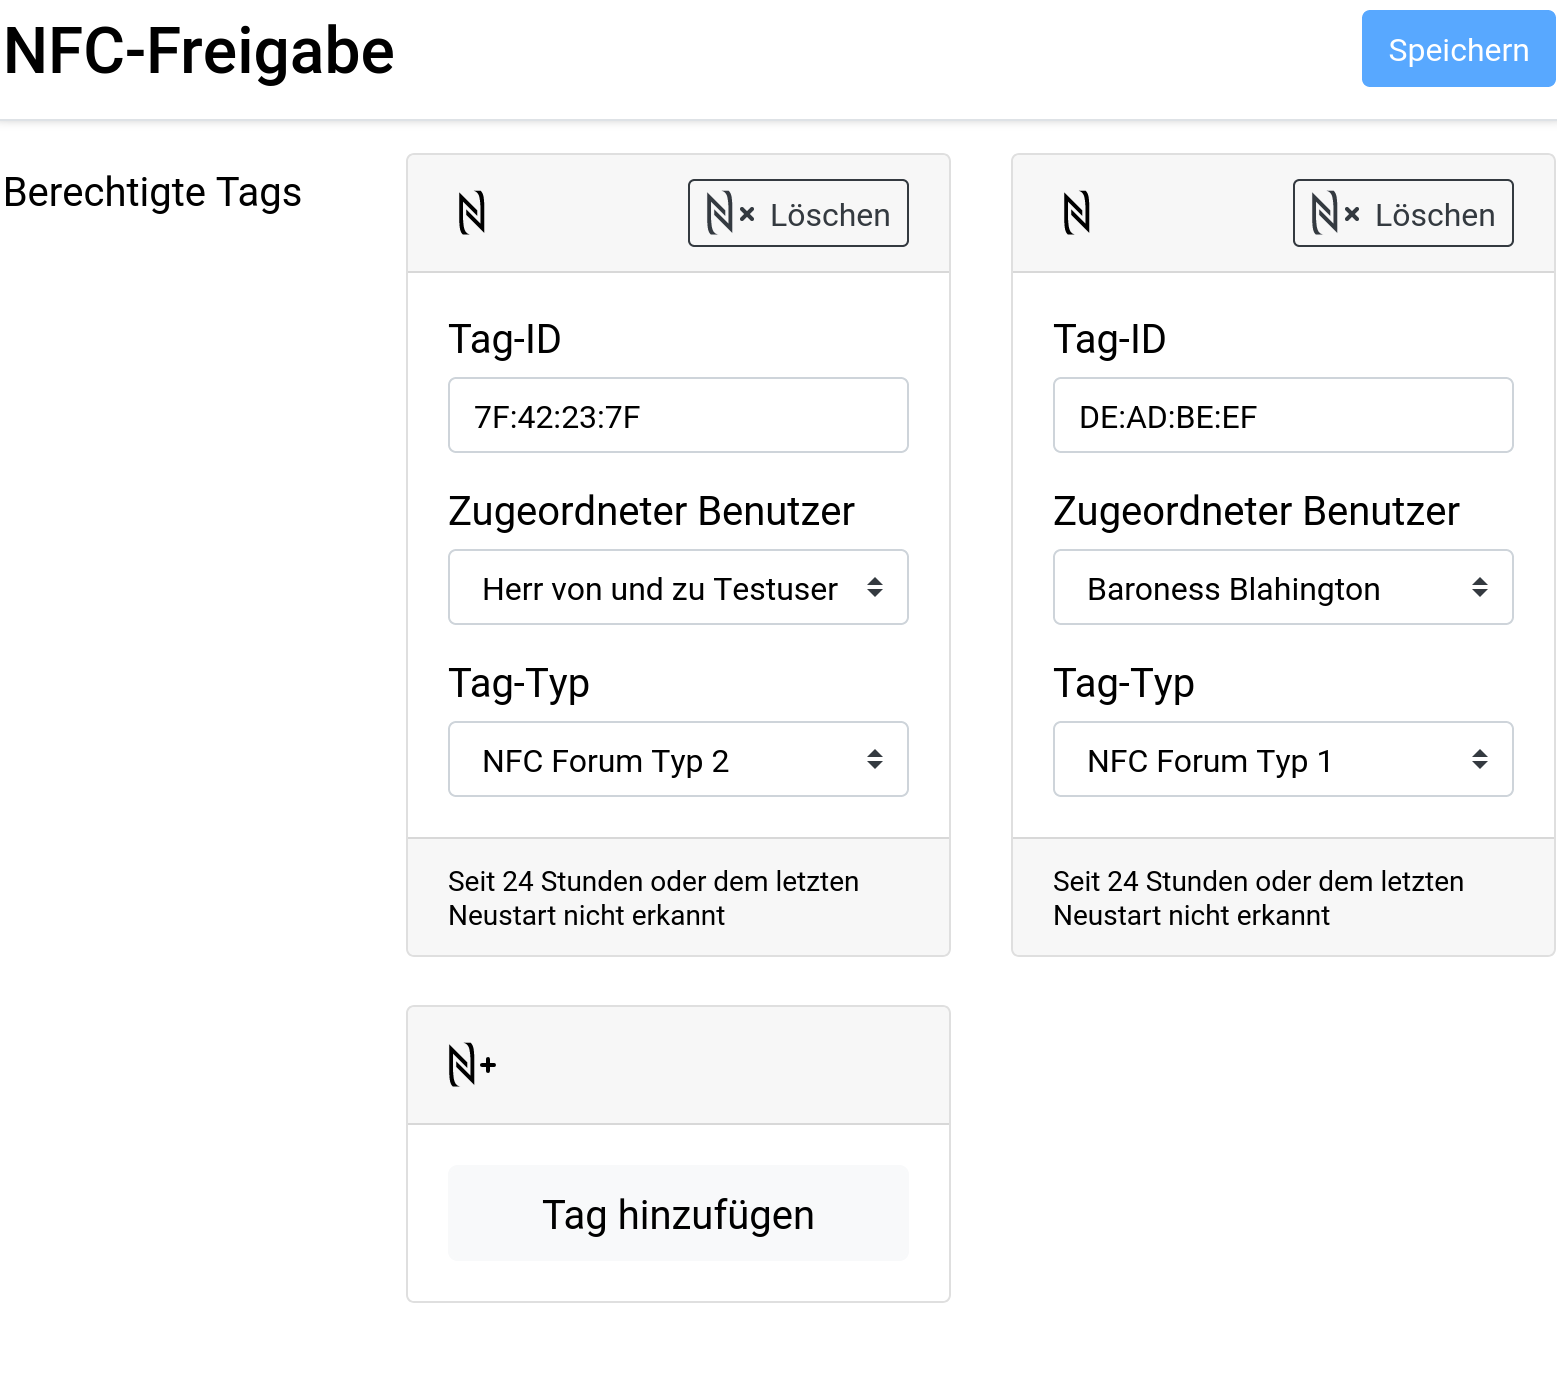 NFC-Freigabe
Speichern
Berechtigte Tags
Löschen
Tag-ID
7F:42:23:7F
Zugeordneter Benutzer
Herr von und zu Testuser
Tag-Typ
NFC Forum Typ 2
Seit 24 Stunden oder dem letzten
Neustart nicht erkannt
Löschen
Tag-ID
DE:AD:BE:EF
Zugeordneter Benutzer
Baroness Blahington
Tag-Typ
NFC Forum Typ 1
Seit 24 Stunden oder dem letzten
Neustart nicht erkannt
Tag hinzufügen